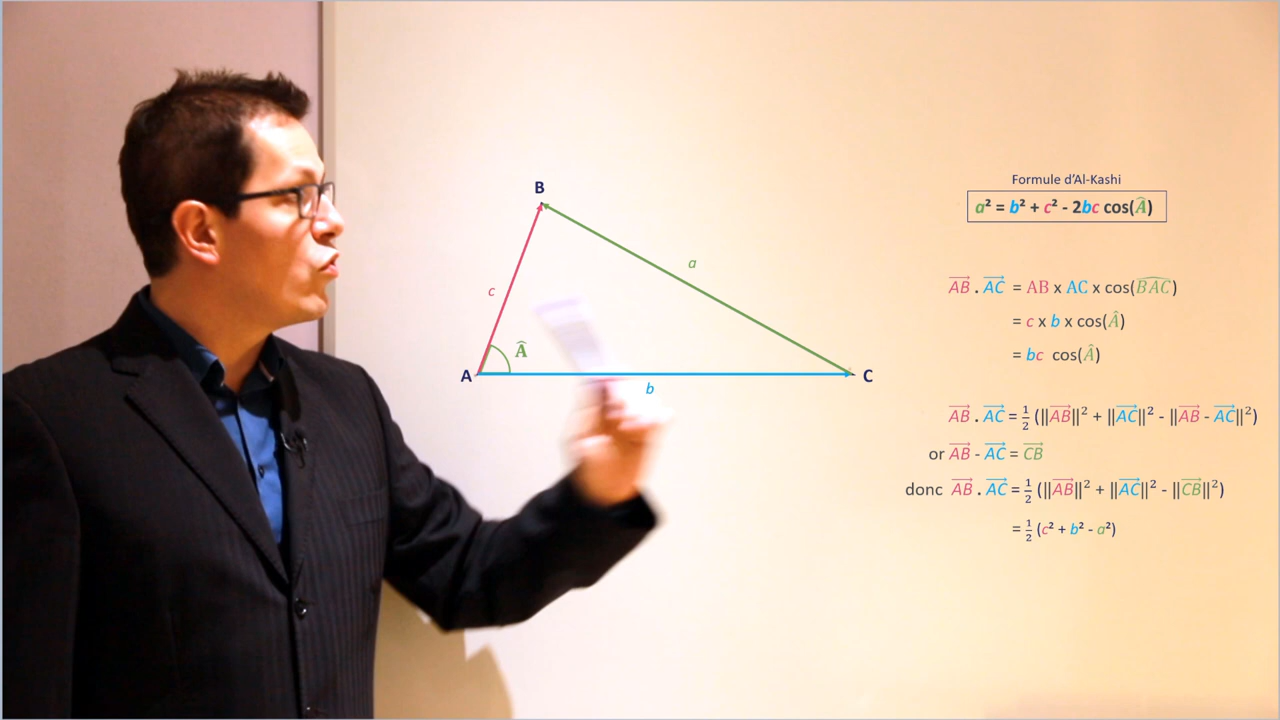 B
a
c
Â
A
C
b
Formule d'Al-Kashi
a² = b² + c² - 2bc cos(Â)
AB⃗ . AC⃗ = AB x AC x cos(B̂ÂĈ)
= c x b x cos(Â)
= bc cos(Â)
AB⃗ . AC⃗ = ½ (||AB⃗||² + ||AC⃗||² - ||AB⃗ - AC⃗||²)
or AB⃗ - AC⃗ = CB⃗
donc AB⃗ . AC⃗ = ½ (||AB⃗||² + ||AC⃗||² - ||CB⃗||²)
= ½ (c² + b² - a²)